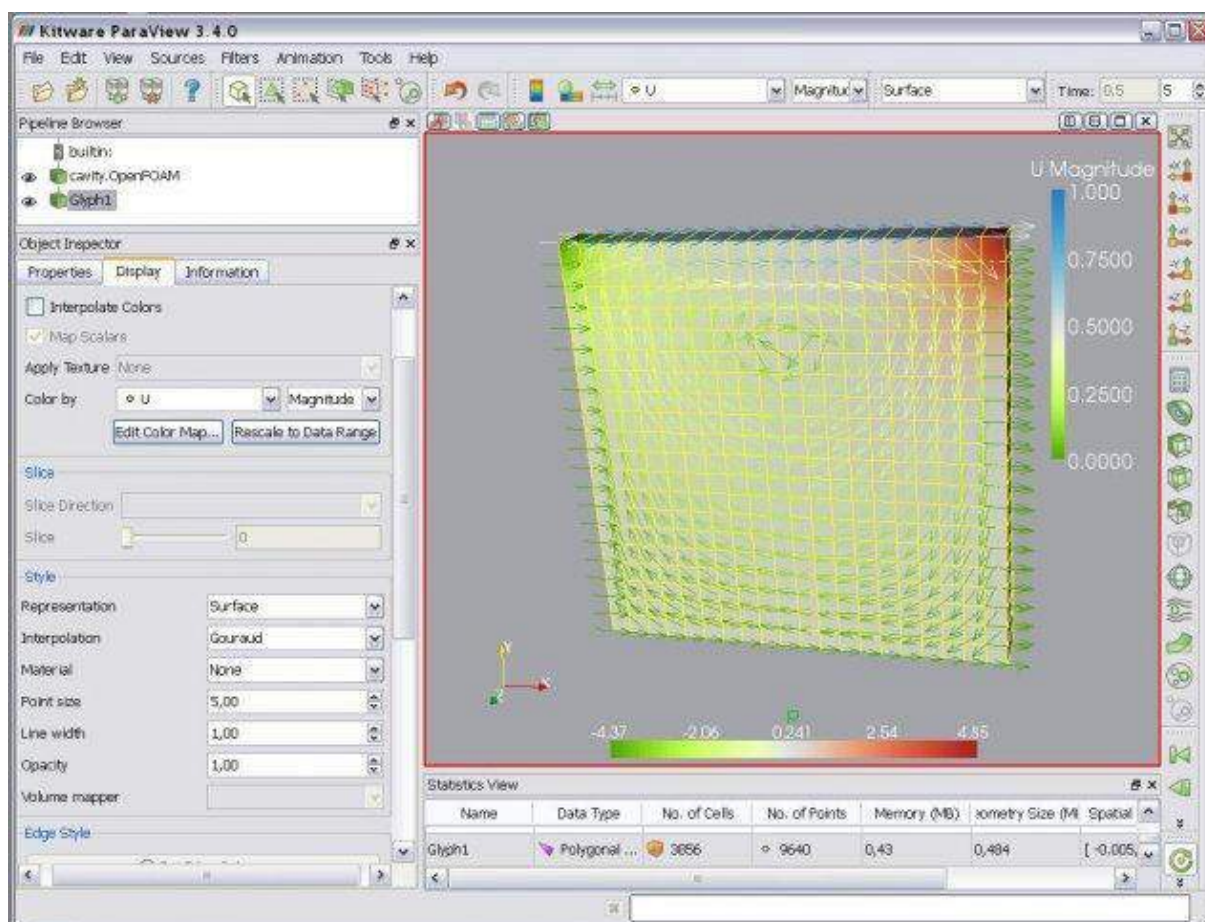 Kitware ParaView 3.4.0
File Edit View Sources Filters Animation Tools Help
U Magnitud Surface Time: 0.5 5
Pipeline Browser
builtin:
cavity.OpenFOAM
Glyph1
Object Inspector
Properties Display Information
Interpolate Colors
Map Scalars
Apply Texture None
Color by U Magnitude
Edit Color Map... Rescale to Data Range
Slice
Slice Direction
Slice 0
Style
Representation Surface
Interpolation Gouraud
Material None
Point size 5,00
Line width 1,00
Opacity 1,00
Volume mapper
Edge Style
U Magnitude
1.000
0.7500
0.5000
0.2500
0.0000
Y
X
p
-4.37 -2.06 0.241 2.54 4.85
Statistics View
Name Data Type No. of Cells No. of Points Memory (MB) ometry Size (MB Spatial
Glyph1 Polygonal ... 3856 9640 0,43 0,484 [ -0.005,